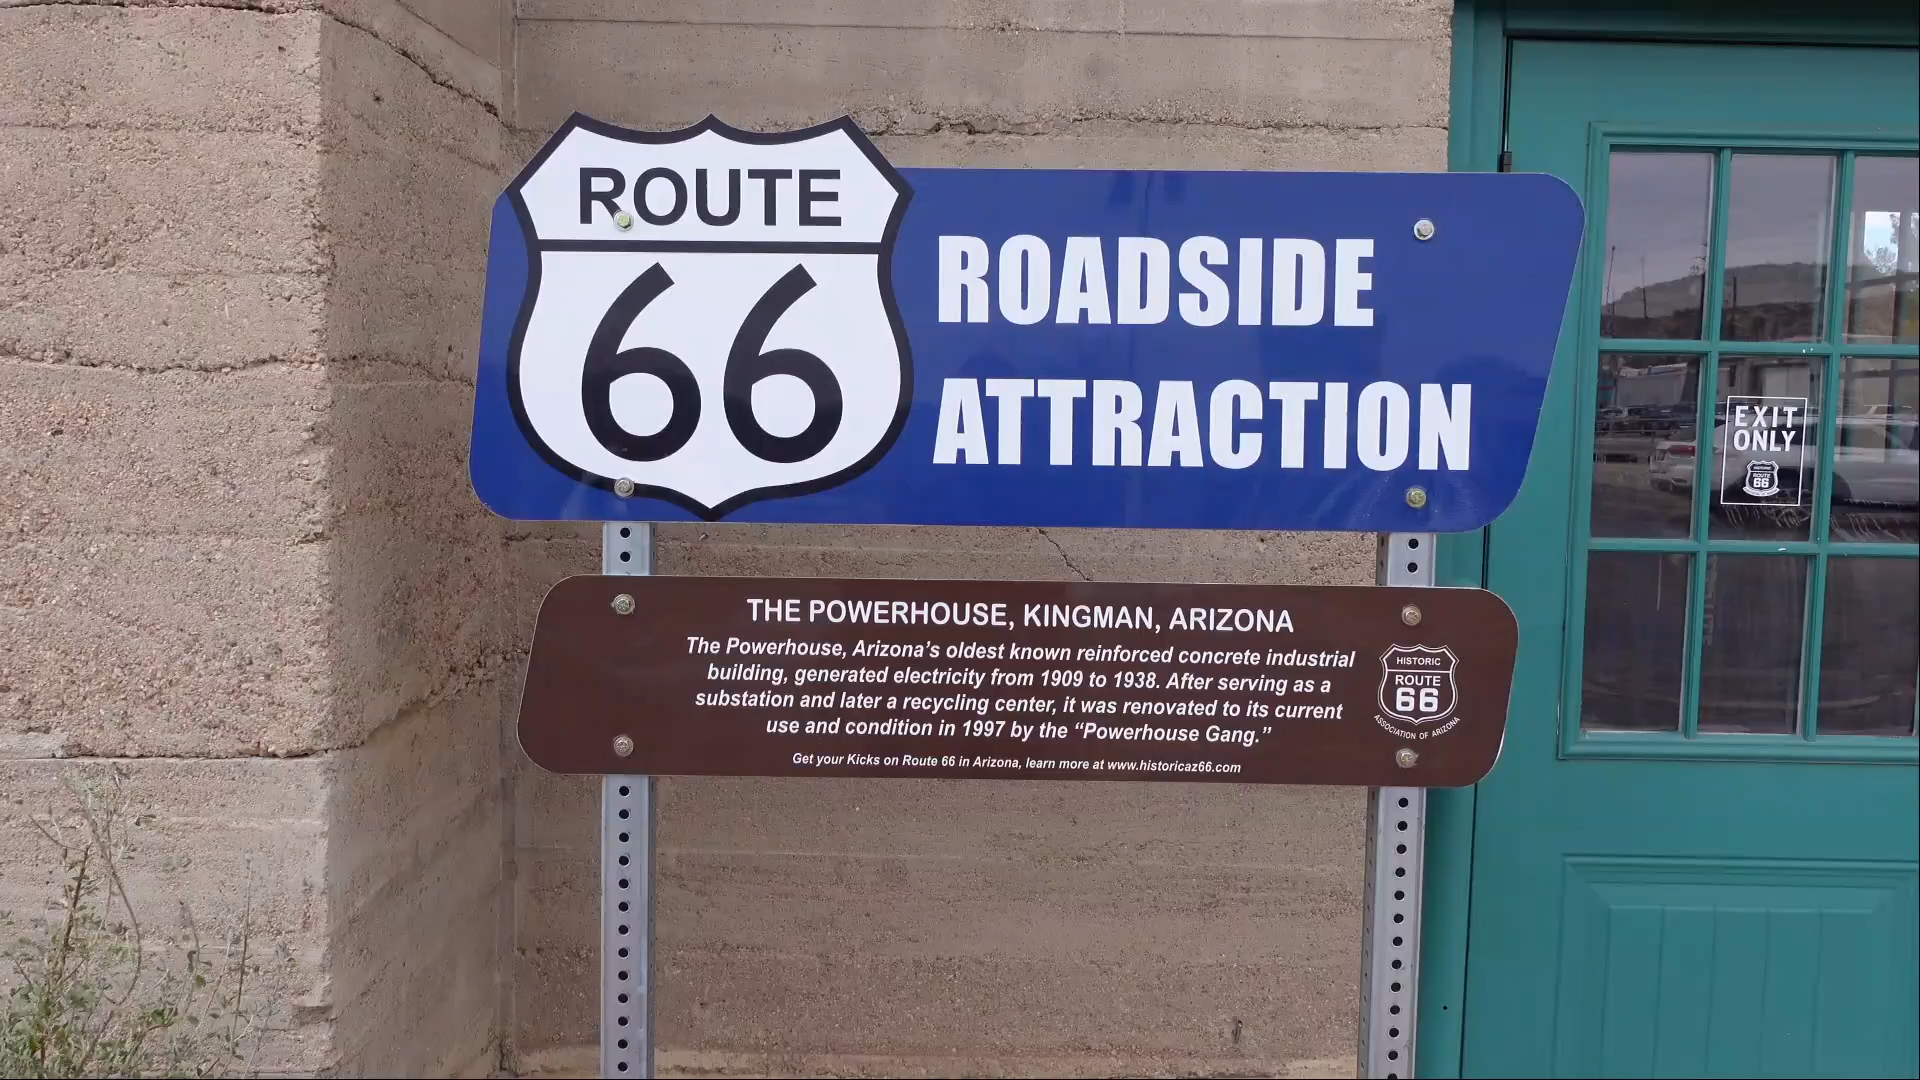 ROUTE
66
ROADSIDE
ATTRACTION
EXIT
ONLY
HISTORIC
ROUTE
66
THE POWERHOUSE, KINGMAN, ARIZONA
The Powerhouse, Arizona's oldest known reinforced concrete industrial
building, generated electricity from 1909 to 1938. After serving as a
substation and later a recycling center, it was renovated to its current
use and condition in 1997 by the “Powerhouse Gang.”
Get your Kicks on Route 66 in Arizona, learn more at www.historicaz66.com
HISTORIC
ROUTE
66
ASSOCIATION OF ARIZONA